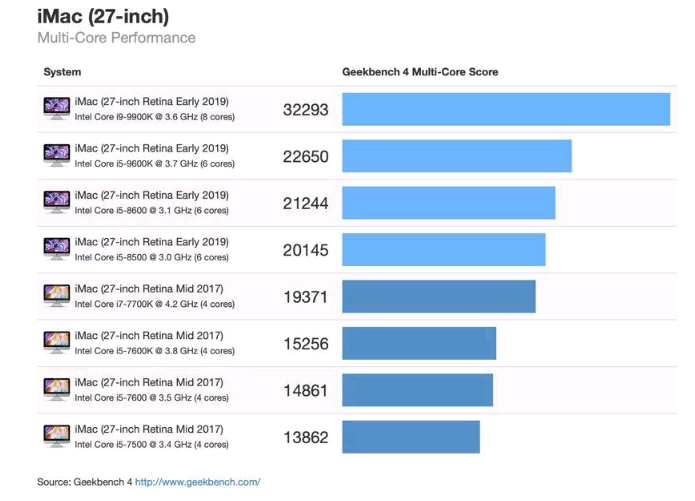 iMac (27-inch)
Multi-Core Performance
System Geekbench 4 Multi-Core Score
iMac (27-inch Retina Early 2019)
Intel Core i9-9900K @ 3.6 GHz (8 cores)
32293
iMac (27-inch Retina Early 2019)
Intel Core i5-9600K @ 3.7 GHz (6 cores)
22650
iMac (27-inch Retina Early 2019)
Intel Core i5-8600 @ 3.1 GHz (6 cores)
21244
iMac (27-inch Retina Early 2019)
Intel Core i5-8500 @ 3.0 GHz (6 cores)
20145
iMac (27-inch Retina Mid 2017)
Intel Core i7-7700K @ 4.2 GHz (4 cores)
19371
iMac (27-inch Retina Mid 2017)
Intel Core i5-7600K @ 3.8 GHz (4 cores)
15256
iMac (27-inch Retina Mid 2017)
Intel Core i5-7600 @ 3.5 GHz (4 cores)
14861
iMac (27-inch Retina Mid 2017)
Intel Core i5-7500 @ 3.4 GHz (4 cores)
13862
Source: Geekbench 4 http://www.geekbench.com/